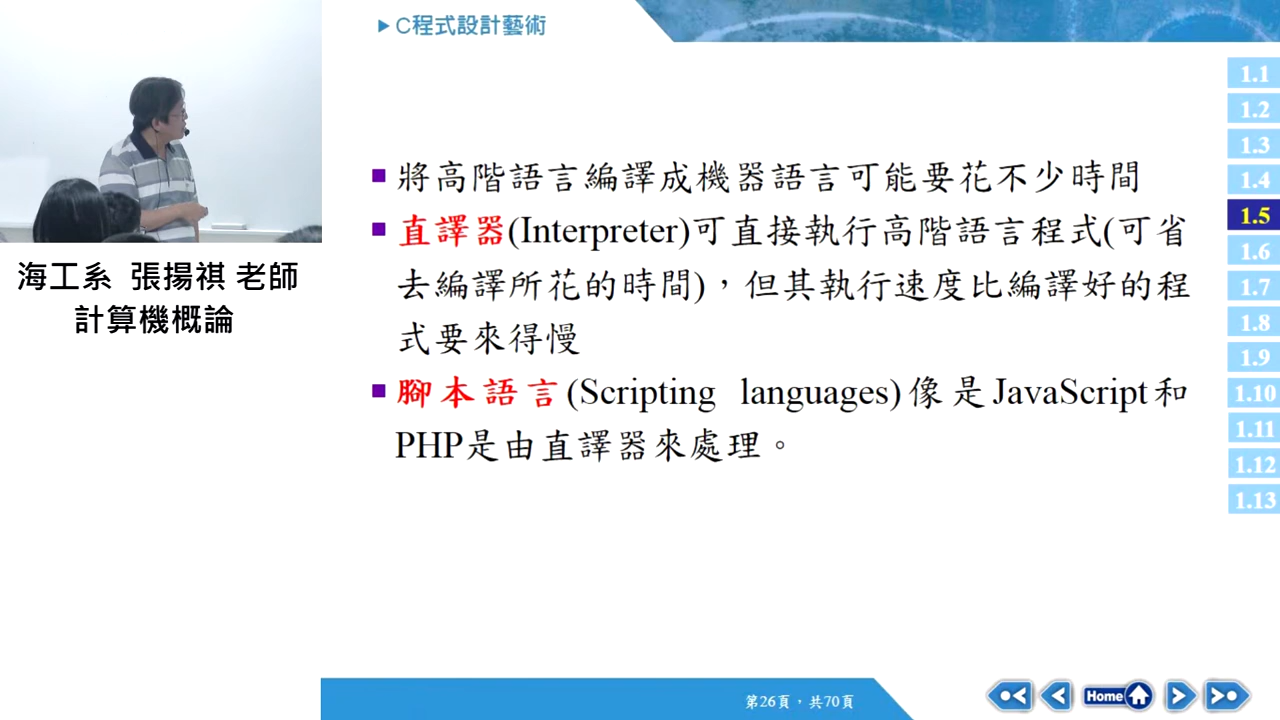 C程式設計藝術
將高階語言編譯成機器語言可能要花不少時間
直譯器(Interpreter)可直接執行高階語言程式(可省
去編譯所花的時間)，但其執行速度比編譯好的程
式要來得慢
腳本語言(Scripting languages)像是JavaScript和
PHP是由直譯器來處理。
海工系 張揚祺 老師
計算機概論
1.1
1.2
1.3
1.4
1.5
1.6
1.7
1.8
1.9
1.10
1.11
1.12
1.13
第26頁，共70頁
Home